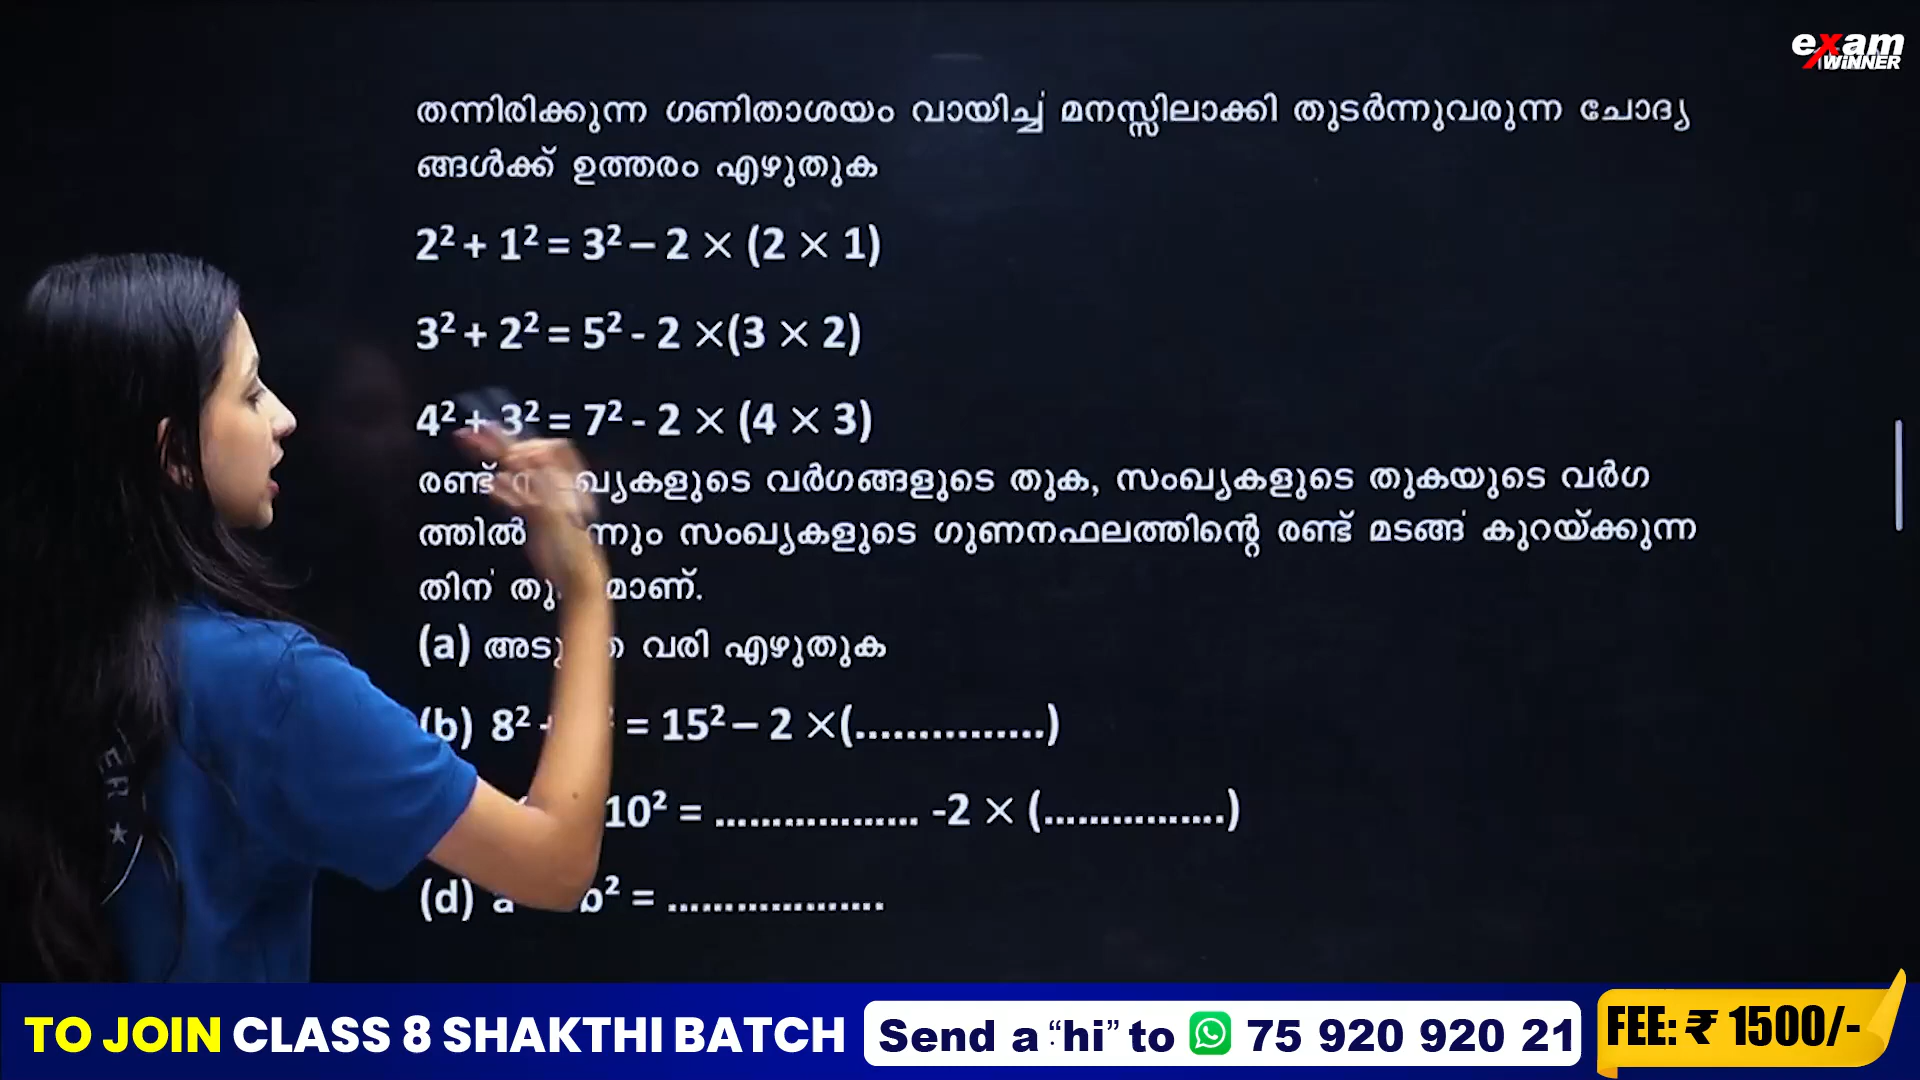 exam
WINNER
തന്നിരിക്കുന്ന ഗണിതാശയം വായിച്ച് മനസ്സിലാക്കി തുടർന്നുവരുന്ന ചോദ്യ
ങ്ങൾക്ക് ഉത്തരം എഴുതുക
2² + 1² = 3² – 2 × (2 × 1)
3² + 2² = 5² - 2 ×(3 × 2)
4² + 3² = 7² - 2 × (4 × 3)
രണ്ട് സംഖ്യകളുടെ വർഗങ്ങളുടെ തുക, സംഖ്യകളുടെ തുകയുടെ വർഗ
ത്തിൽ സംഖ്യകളുടെ ഗുണനഫലത്തിന്റെ രണ്ട് മടങ്ങ് കുറയ്ക്കുന്ന
തിന്
(a) വരി എഴുതുക
(b) 8² = 15² – 2 ×(...............)
10² = .................. -2 × (...............)
(d) b² = ...................
ER
TO JOIN CLASS 8 SHAKTHI BATCH
Send a “hi” to 75 920 920 21
FEE: ₹ 1500/-